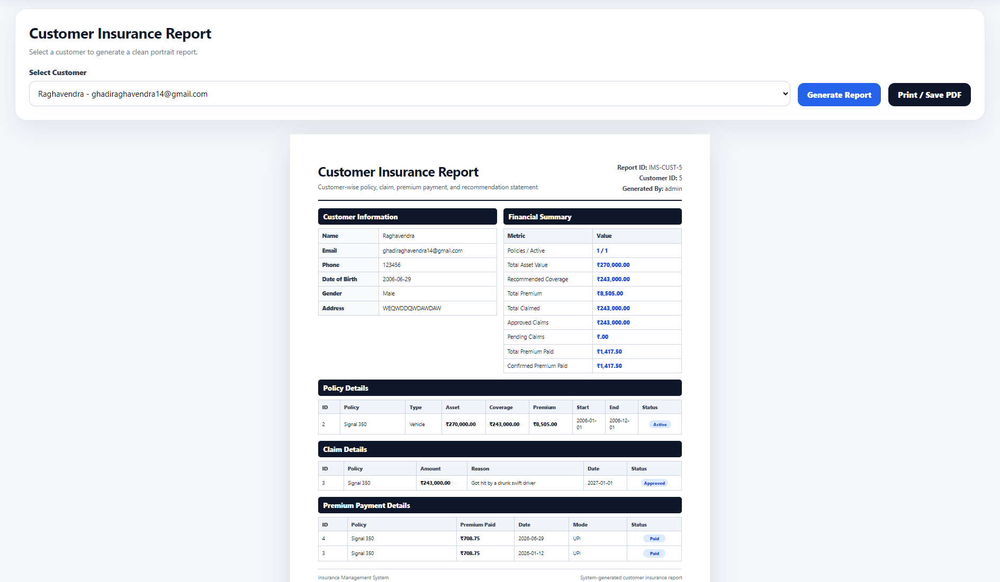 Customer Insurance Report
Select a customer to generate a clean portrait report.
Select Customer
Raghavendra - ghadiraghavendra14@gmail.com
Generate Report
Print / Save PDF
Customer Insurance Report
Customer-wise policy, claim, premium payment, and recommendation statement
Report ID: IMS-CUST-5
Customer ID: 5
Generated By: admin
Customer Information
Name Raghavendra
Email ghadiraghavendra14@gmail.com
Phone 123456
Date of Birth 2006-06-29
Gender Male
Address WEQWDDQWDAWDAW
Financial Summary
Metric Value
Policies / Active 1 / 1
Total Asset Value ₹270,000.00
Recommended Coverage ₹243,000.00
Total Premium ₹8,505.00
Total Claimed ₹243,000.00
Approved Claims ₹243,000.00
Pending Claims ₹.00
Total Premium Paid ₹1,417.50
Confirmed Premium Paid ₹1,417.50
Policy Details
ID Policy Type Asset Coverage Premium Start End Status
2 Signal 350 Vehicle ₹270,000.00 ₹243,000.00 ₹8,505.00 2006-01-01 2006-12-01 Active
Claim Details
ID Policy Amount Reason Date Status
3 Signal 350 ₹243,000.00 Got hit by a drunk swift driver 2027-01-01 Approved
Premium Payment Details
ID Policy Premium Paid Date Mode Status
4 Signal 350 ₹708.75 2026-06-29 UPI Paid
3 Signal 350 ₹708.75 2026-01-12 UPI Paid
Insurance Management System
System-generated customer insurance report